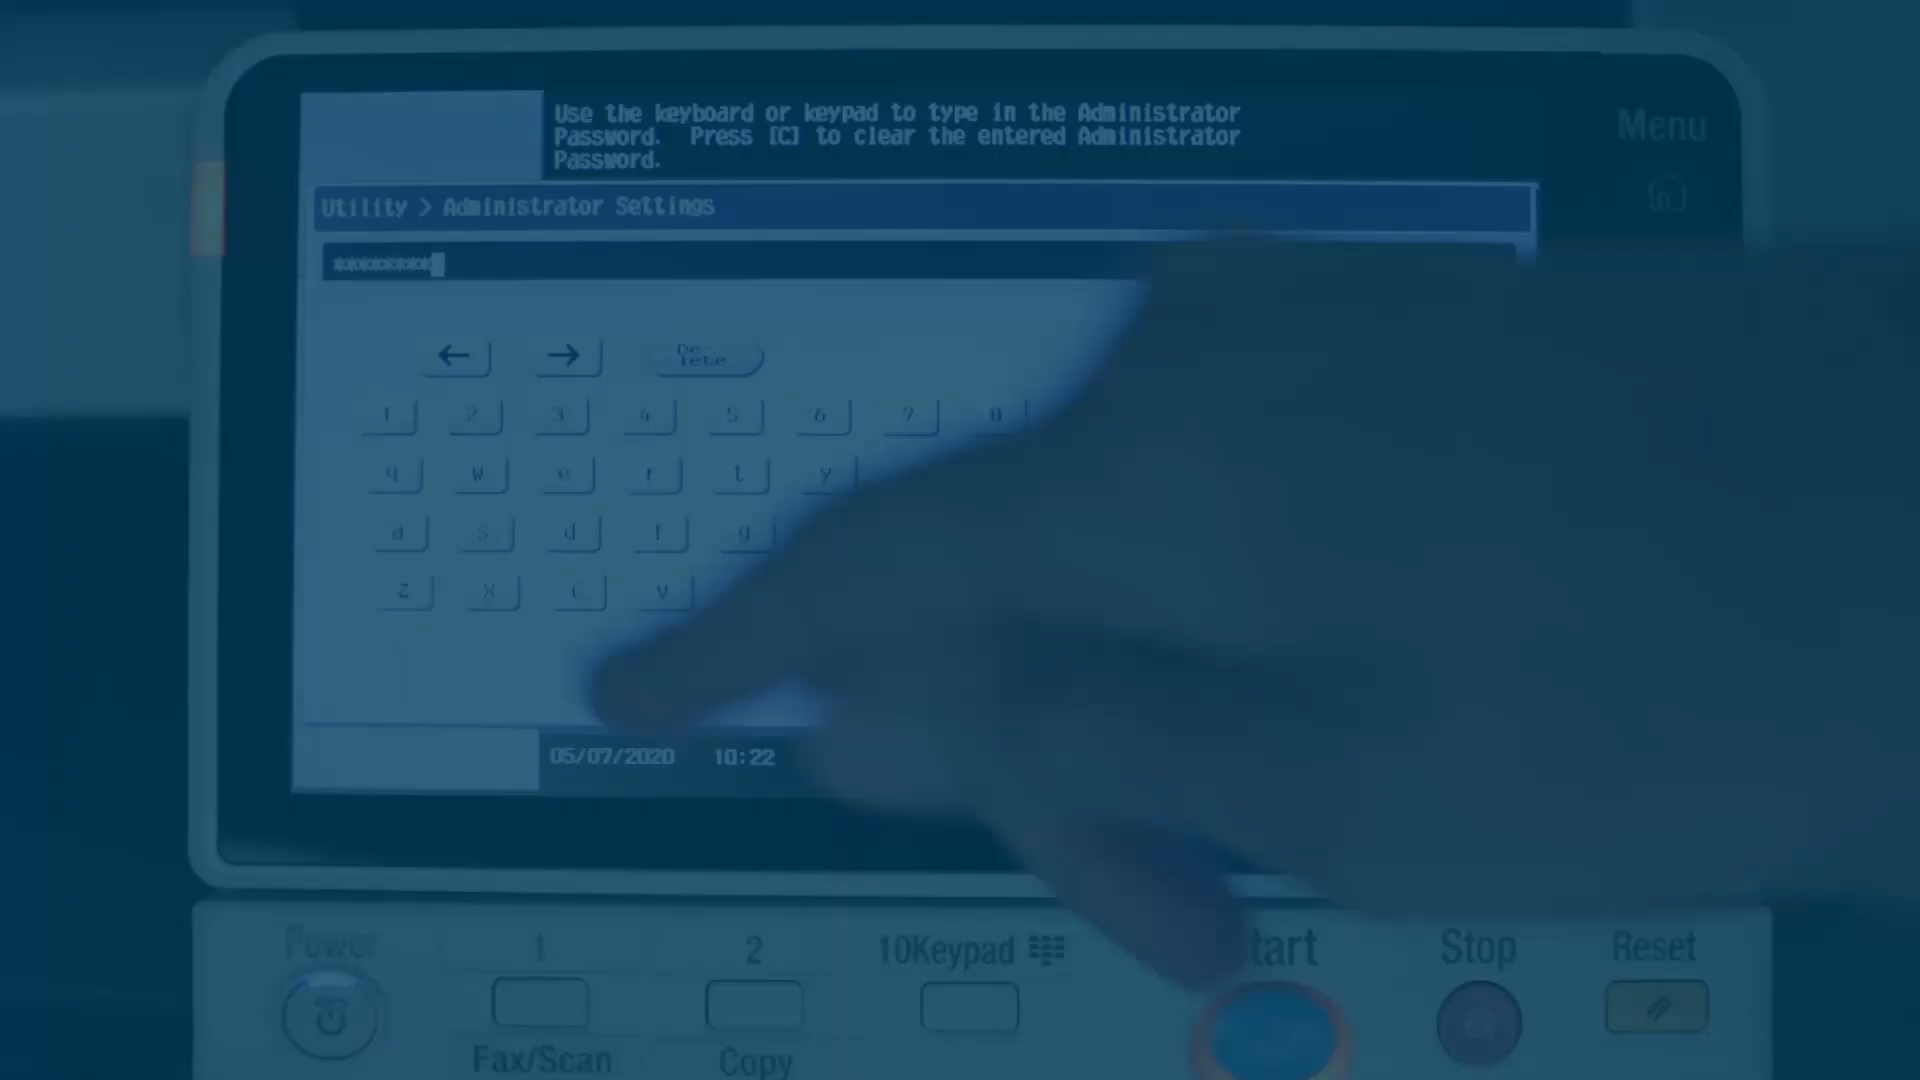 Use the keyboard or keypad to type in the Administrator
Password. Press [C] to clear the entered Administrator
Password.
Menu
Utility > Administrator Settings
********
← → De-
lete
1 2 3 4 5 6 7 8
q w e r t y
a s d f g
z x c v
05/07/2020 10:22
Power 1 2 10Keypad Start Stop Reset
Fax/Scan Copy